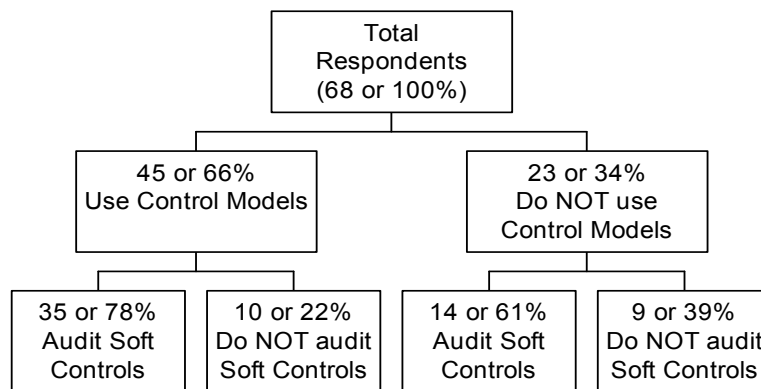 Total
Respondents
(68 or 100%)
45 or 66%
Use Control Models
23 or 34%
Do NOT use
Control Models
35 or 78%
Audit Soft
Controls
10 or 22%
Do NOT audit
Soft Controls
14 or 61%
Audit Soft
Controls
9 or 39%
Do NOT audit
Soft Controls